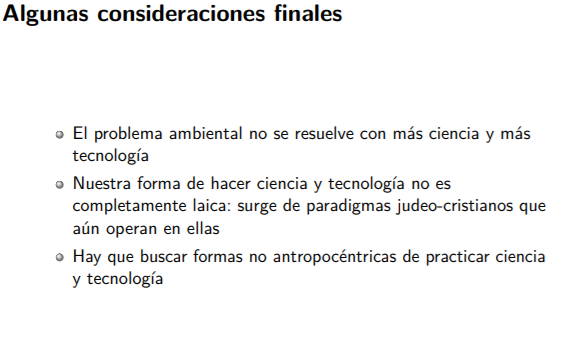 Algunas consideraciones finales
El problema ambiental no se resuelve con más ciencia y más
tecnología
Nuestra forma de hacer ciencia y tecnología no es
completamente laica: surge de paradigmas judeo-cristianos que
aún operan en ellas
Hay que buscar formas no antropocéntricas de practicar ciencia
y tecnología